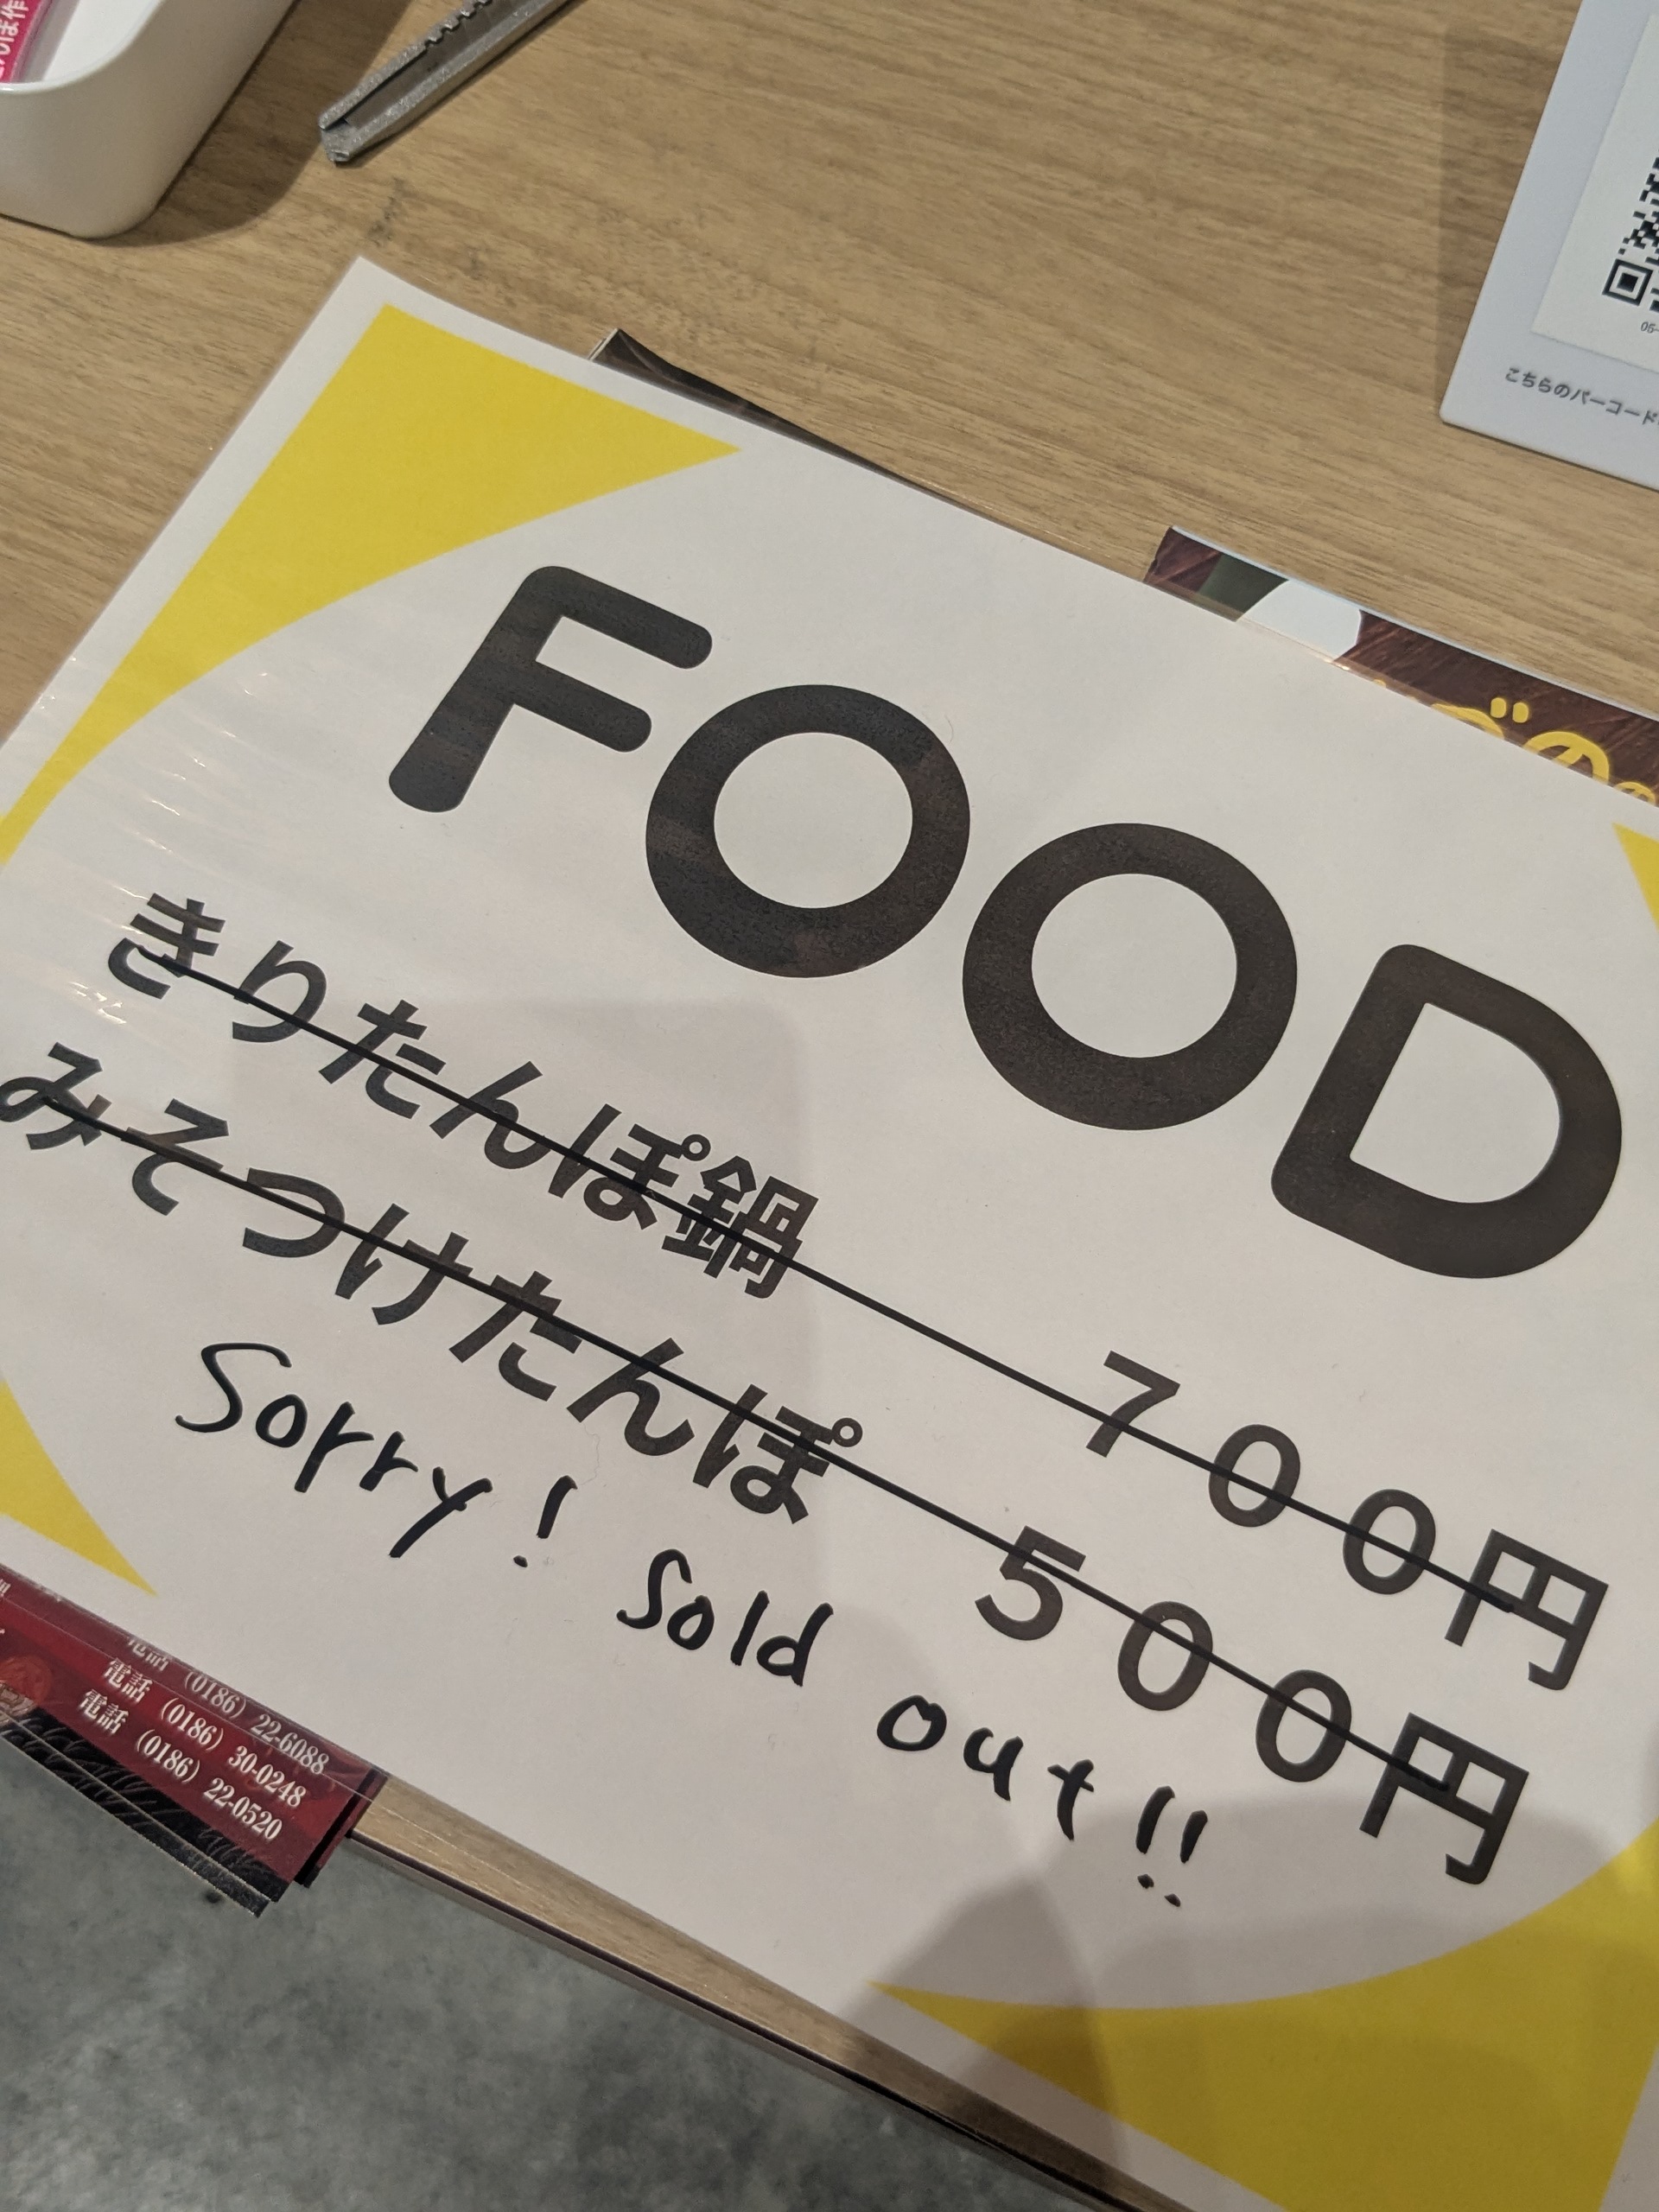 こちらのバーコード
FOOD
きりたんぽ鍋 700円
みそつけたんぽ 500円
Sorry! Sold out!!
電話 (0186) 22-6088
電話 (0186) 30-0248
電話 (0186) 22-0520